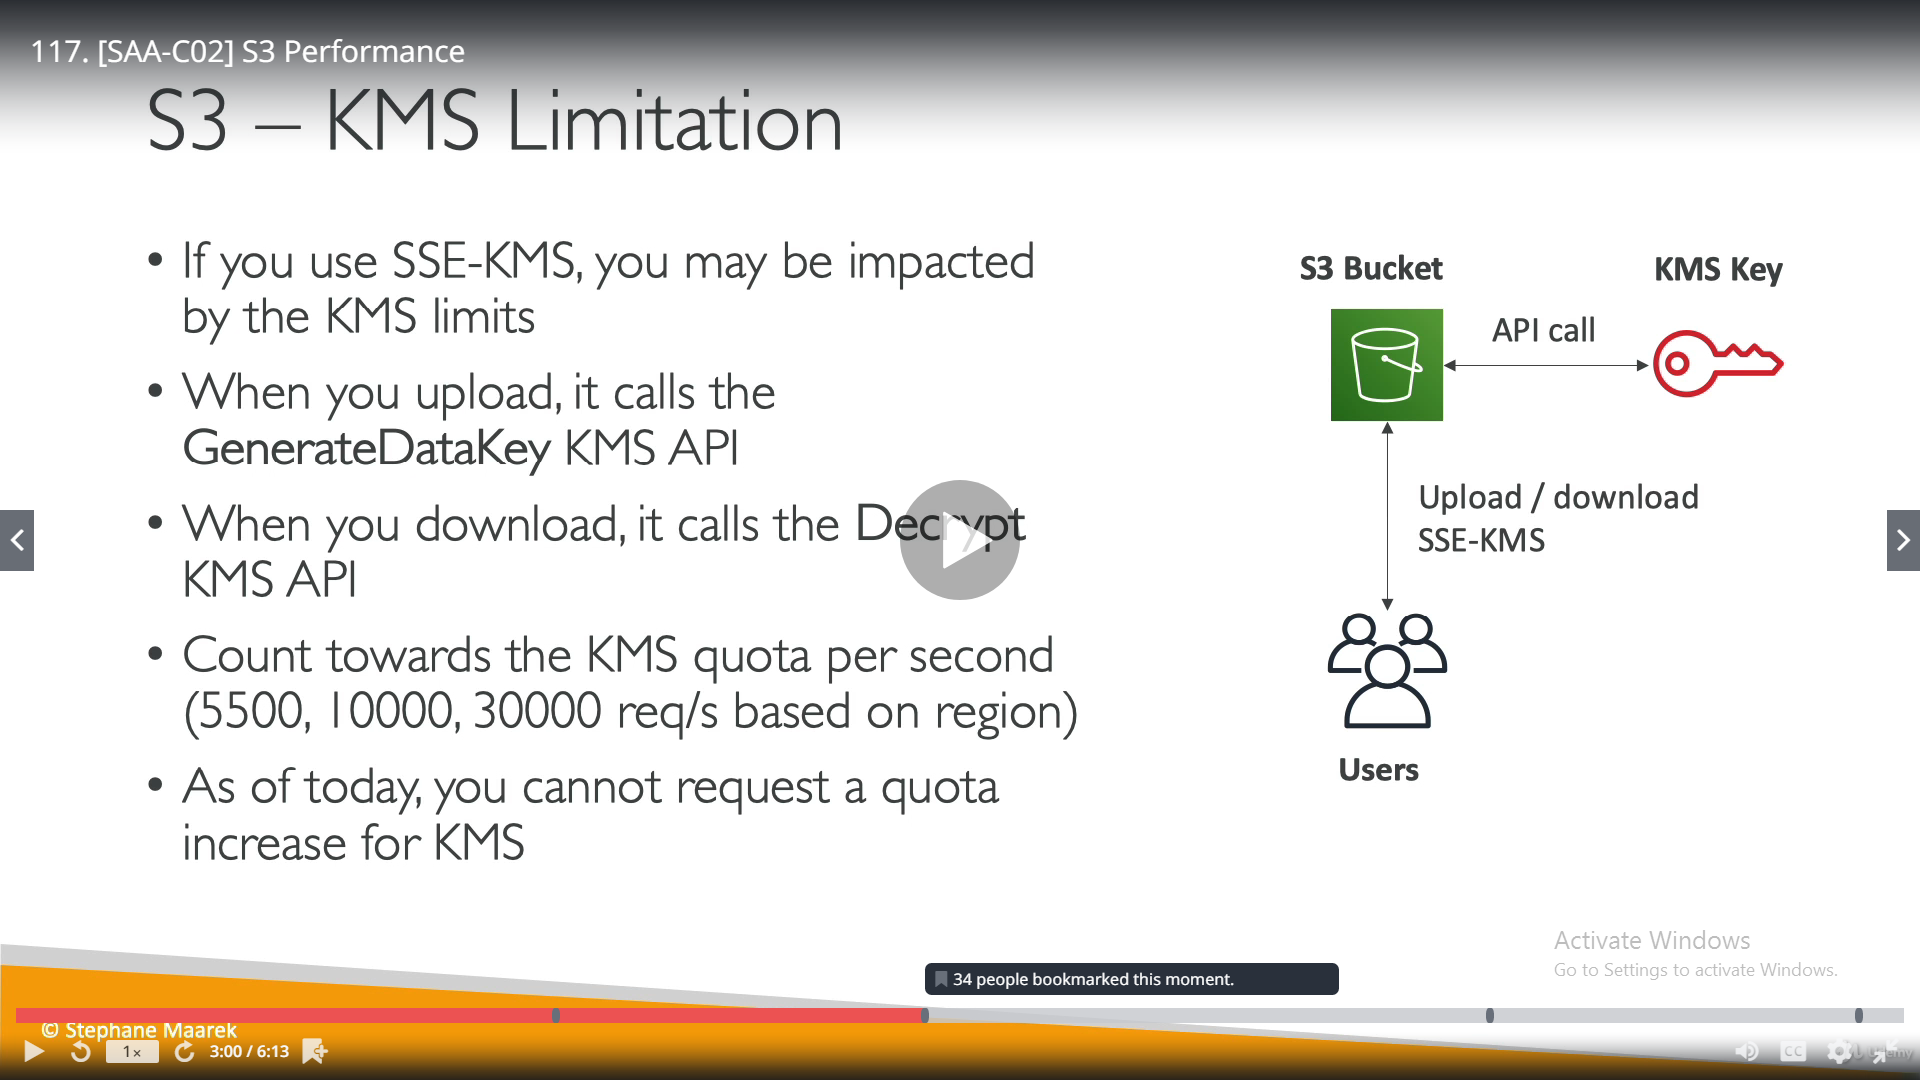 117. [SAA-C02] S3 Performance
S3 – KMS Limitation
• If you use SSE-KMS, you may be impacted
by the KMS limits
• When you upload, it calls the
GenerateDataKey KMS API
• When you download, it calls the Decrypt
KMS API
• Count towards the KMS quota per second
(5500, 10000, 30000 req/s based on region)
• As of today, you cannot request a quota
increase for KMS
S3 Bucket
KMS Key
API call
Upload / download
SSE-KMS
Users
Activate Windows
Go to Settings to activate Windows.
34 people bookmarked this moment.
© Stephane Maarek
1x
3:00 / 6:13
CC